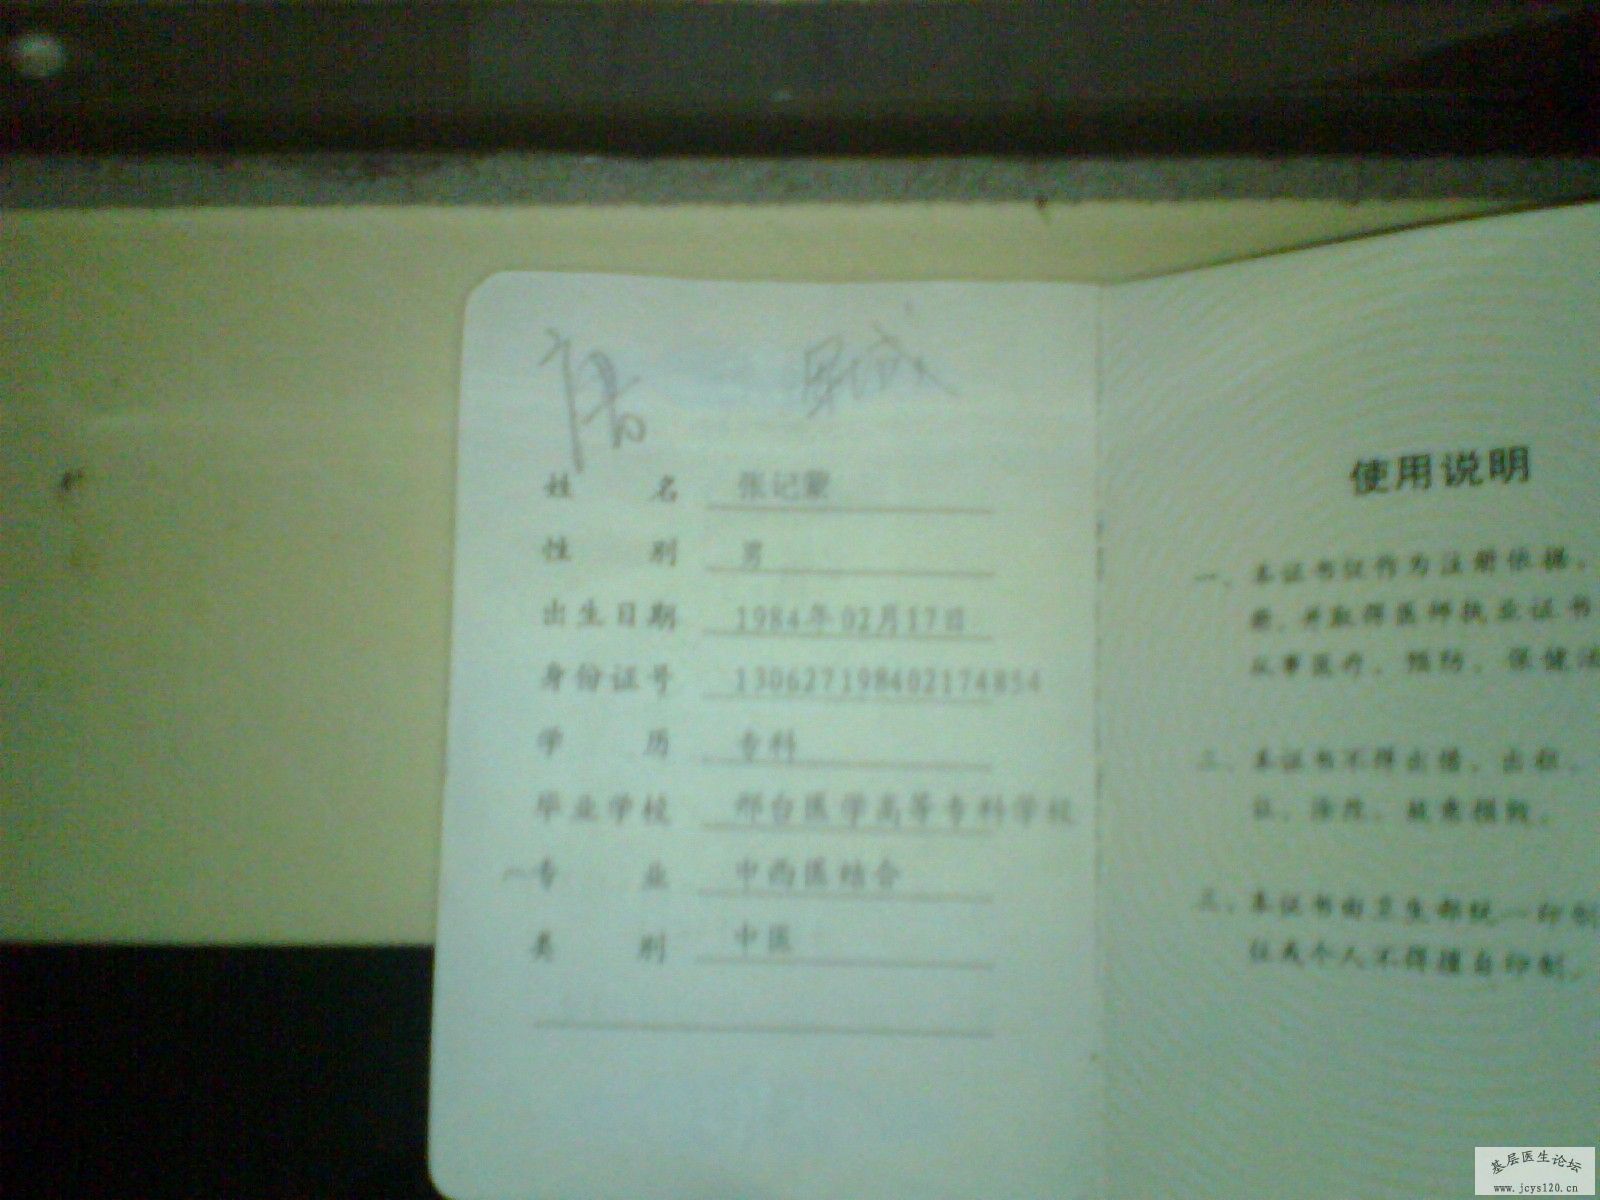 姓 名 张记蒙
性 别 男
出生日期 1984年02月17日
身份证号 130627198402174854
学 历 专科
毕业学校 邢台医学高等专科学校
专 业 中西医结合
类 别 中医
使用说明
一、本证书仅作为注册依据。
册、并取得医师执业证书
从事医疗、预防、保健活
二、本证书不得出借、出租、
让、涂改、故意损毁。
三、本证书由卫生部统一印制
位或个人不得擅自印制。
基层医生论坛
www.jcys120.cn